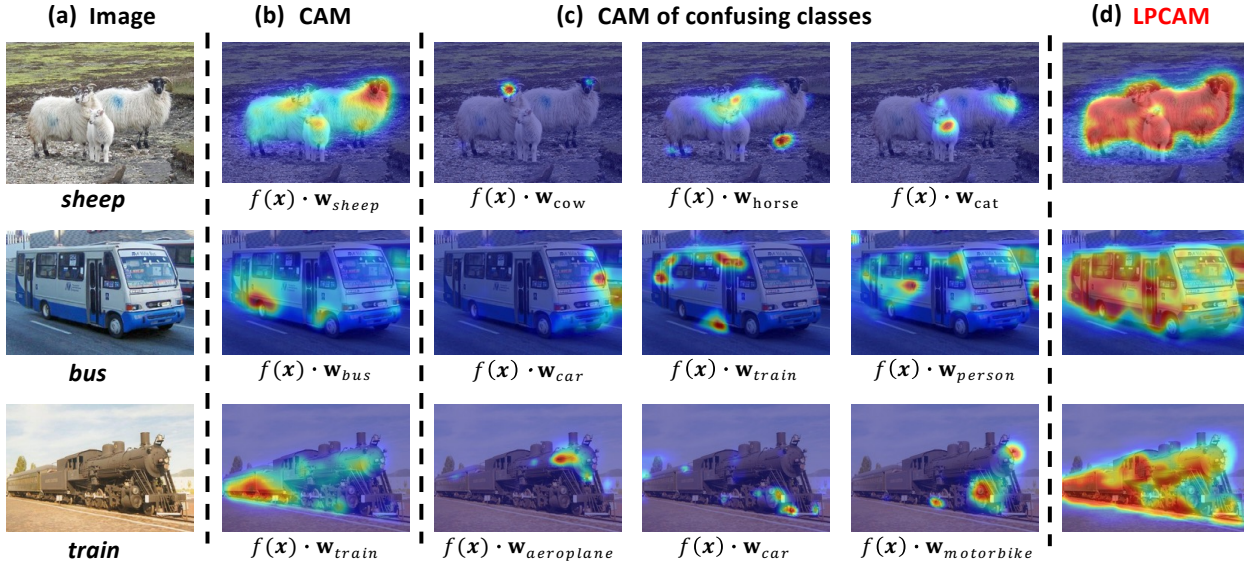 (a) Image (b) CAM (c) CAM of confusing classes (d) LPCAM
sheep f(x) · w_sheep f(x) · w_cow f(x) · w_horse f(x) · w_cat
bus f(x) · w_bus f(x) · w_car f(x) · w_train f(x) · w_person
train f(x) · w_train f(x) · w_aeroplane f(x) · w_car f(x) · w_motorbike